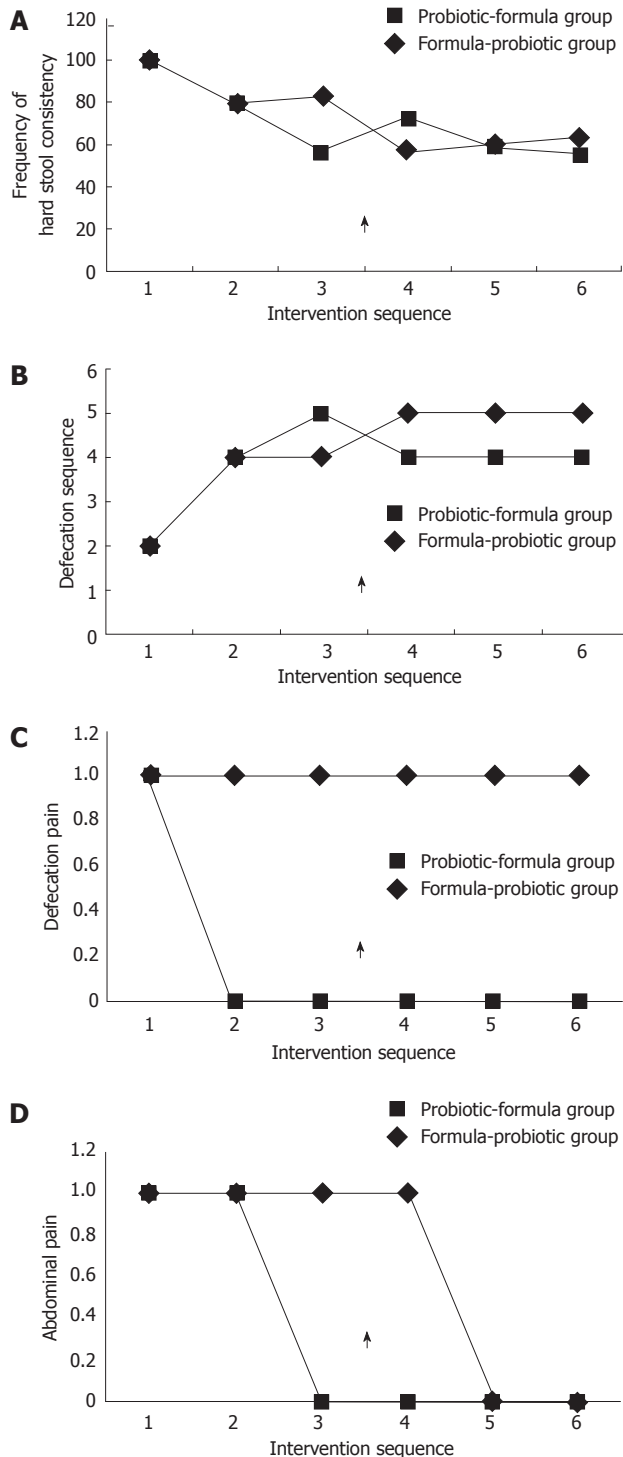 A
Probiotic-formula group
Formula-probiotic group
120
100
80
60
40
20
0
Frequency of
hard stool consistency
1 2 3 4 5 6
Intervention sequence
B
6
5
4
3
2
1
0
Defecation sequence
Probiotic-formula group
Formula-probiotic group
1 2 3 4 5 6
Intervention sequence
C
1.2
1.0
0.8
0.6
0.4
0.2
0
Defecation pain
Probiotic-formula group
Formula-probiotic group
1 2 3 4 5 6
Intervention sequence
D
Probiotic-formula group
Formula-probiotic group
1.2
1.0
0.8
0.6
0.4
0.2
0
Abdominal pain
1 2 3 4 5 6
Intervention sequence